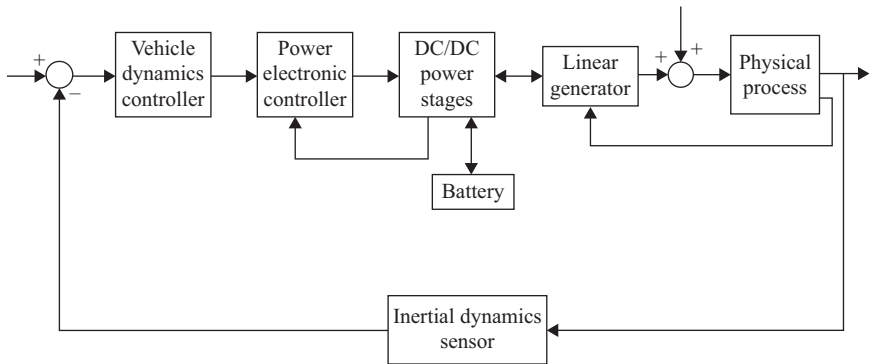 +
−
Vehicle
dynamics
controller
Power
electronic
controller
DC/DC
power
stages
Linear
generator
+
+
Physical
process
Battery
Inertial dynamics
sensor